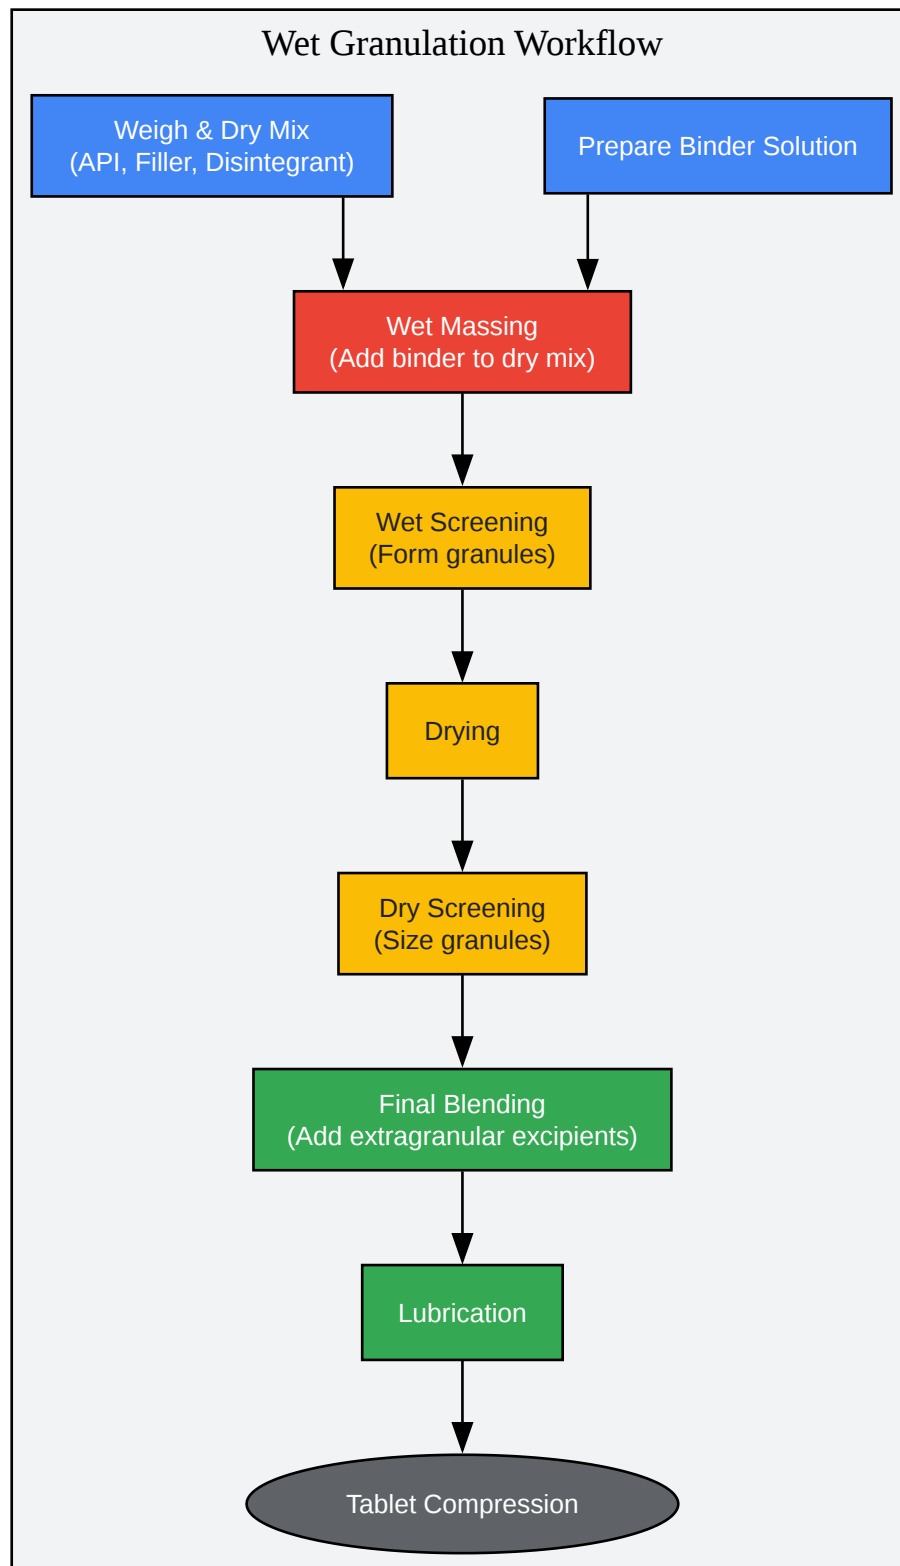 Wet Granulation Workflow
Weigh & Dry Mix
(API, Filler, Disintegrant)
Prepare Binder Solution
Wet Massing
(Add binder to dry mix)
Wet Screening
(Form granules)
Drying
Dry Screening
(Size granules)
Final Blending
(Add extragranular excipients)
Lubrication
Tablet Compression